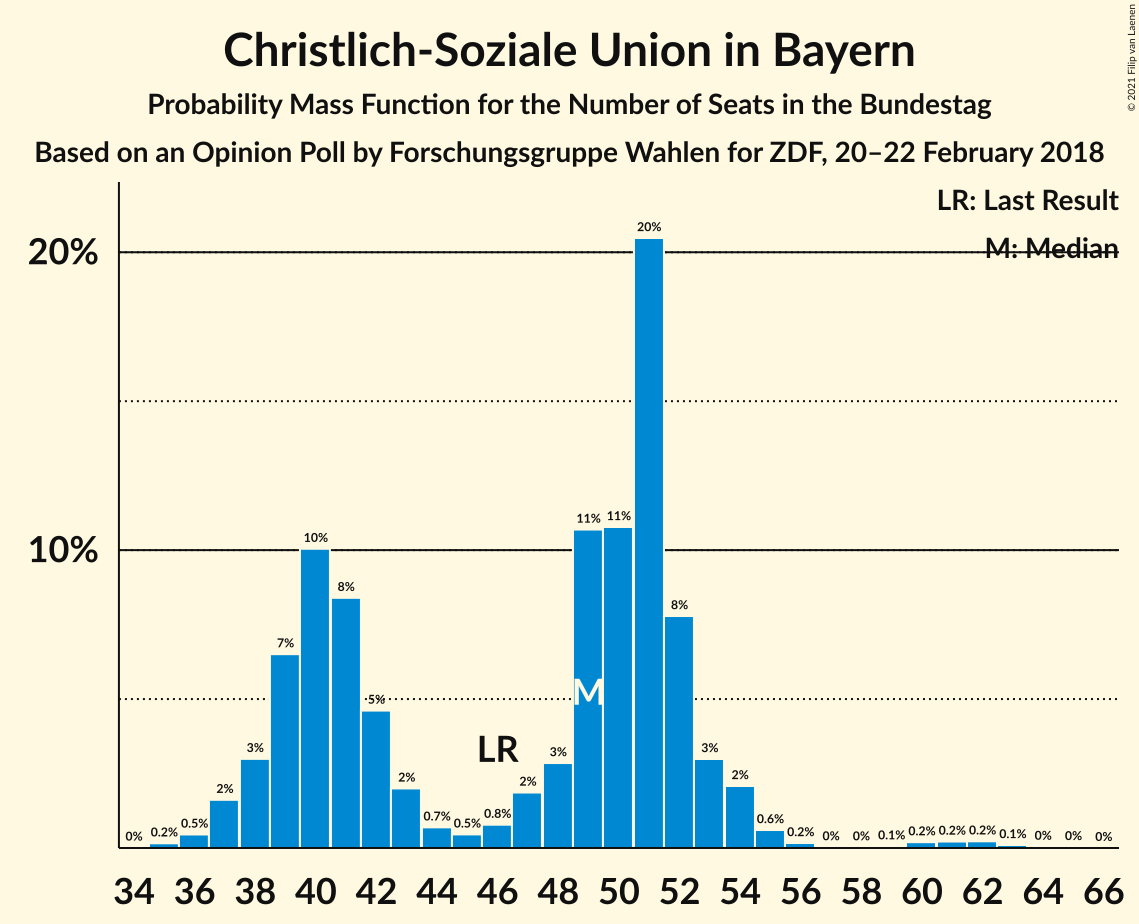 Christlich-Soziale Union in Bayern
Probability Mass Function for the Number of Seats in the Bundestag
Based on an Opinion Poll by Forschungsgruppe Wahlen for ZDF, 20–22 February 2018
© 2021 Filip van Laenen
LR: Last Result
M: Median
20%
10%
0% 0.2% 0.5% 2% 3% 7% 10% 8% 5% 2% 0.7% 0.5% 0.8% 2% 3% 11% 11% 20% 8% 3% 2% 0.6% 0.2% 0% 0% 0.1% 0.2% 0.2% 0.2% 0.1% 0% 0% 0%
LR
M
34 36 38 40 42 44 46 48 50 52 54 56 58 60 62 64 66